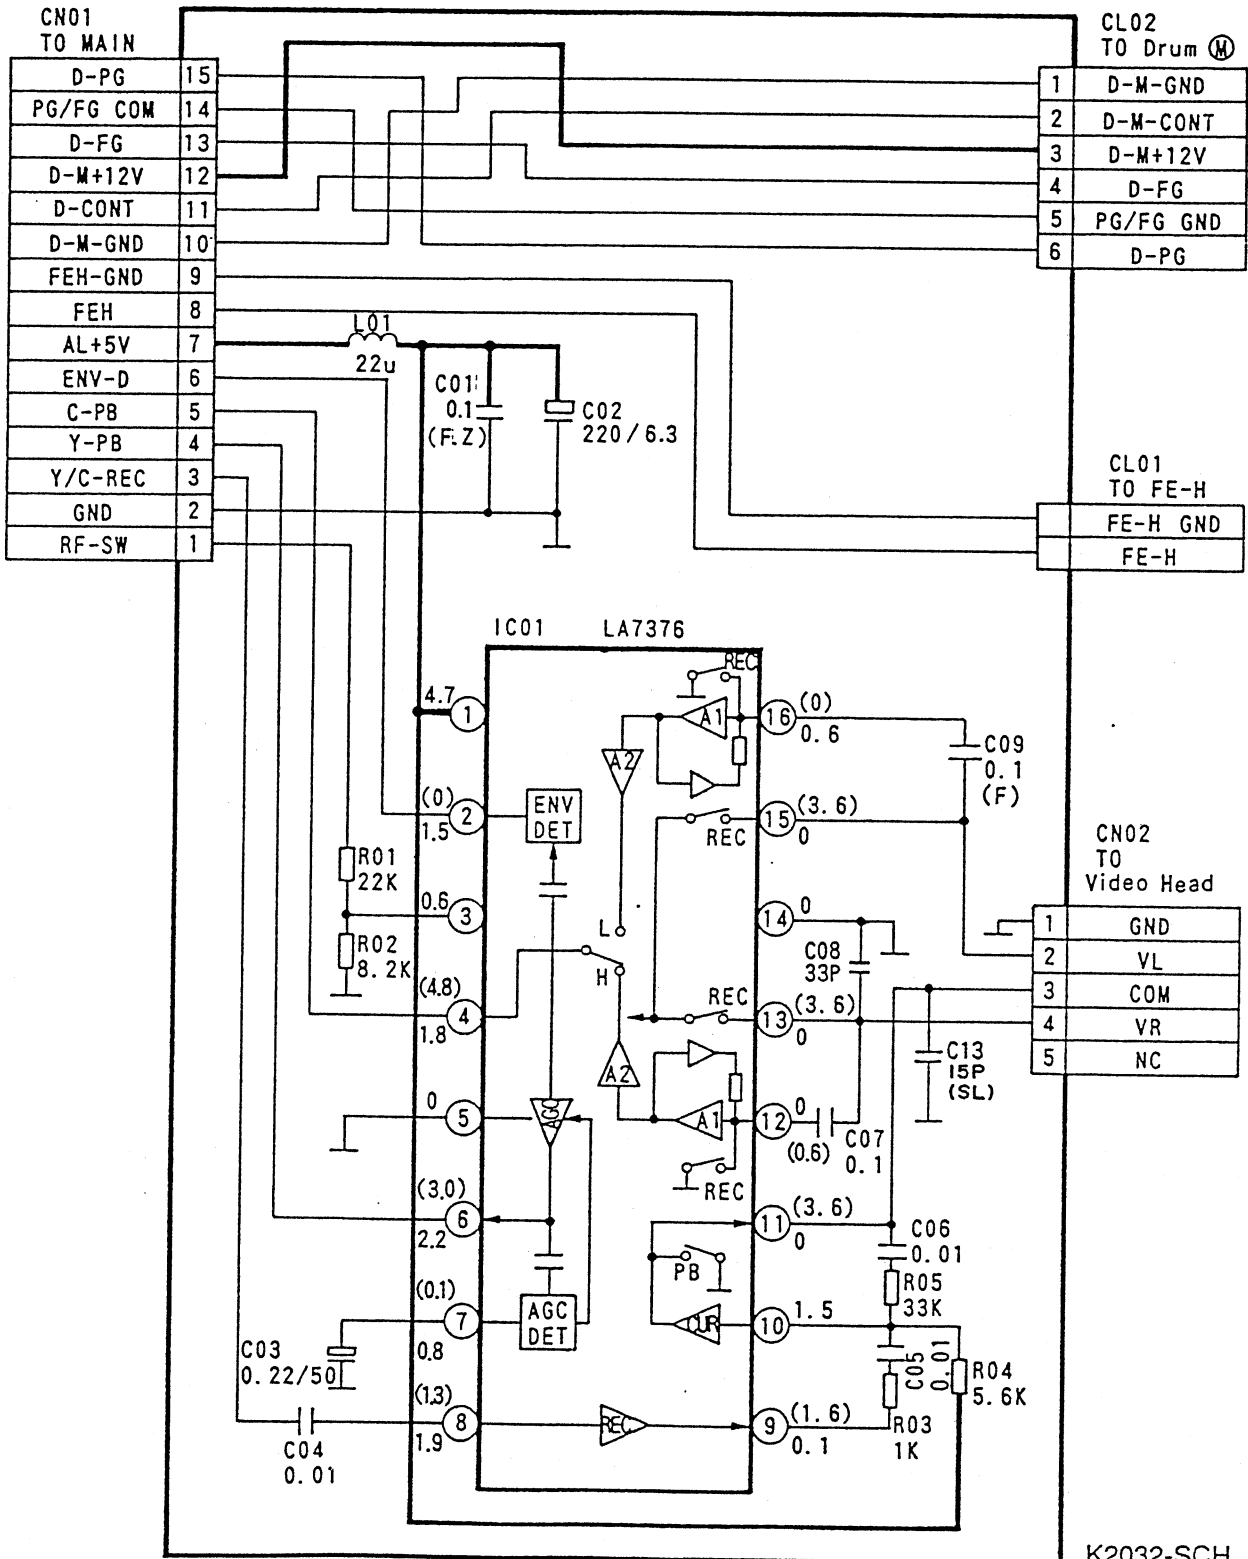 CN01
TO MAIN
D-PG 15
PG/FG COM 14
D-FG 13
D-M+12V 12
D-CONT 11
D-M-GND 10
FEH-GND 9
FEH 8
AL+5V 7
ENV-D 6
C-PB 5
Y-PB 4
Y/C-REC 3
GND 2
RF-SW 1
CL02
TO Drum Ⓜ
1 D-M-GND
2 D-M-CONT
3 D-M+12V
4 D-FG
5 PG/FG GND
6 D-PG
L01
22u
C01
0.1
(F.Z)
C02
220/6.3
CL01
TO FE-H
FE-H GND
FE-H
IC01 LA7376
4.7
1
(0)
2
1.5
ENV
DET
R01
22K
0.6
3
R02
8.2K
(4.8)
4
1.8
0
5
(3.0)
6
2.2
(0.1)
7
0.8
C03
0.22/50
(1.3)
8
1.9
C04
0.01
REC
A1
A2
16
(0)
0.6
C09
0.1
(F)
REC
15
(3.6)
0
L
H
14
0
C08
33P
REC
13
(3.6)
0
A2
A1
REC
12
0
(0.6)
C07
0.1
AGC
11
(3.6)
0
PB
C06
0.01
R05
33K
AGC
DET
CUR
10
1.5
C05
0.01
R04
5.6K
REC
9
(1.6)
0.1
R03
1K
CN02
TO
Video Head
1 GND
2 VL
3 COM
4 VR
5 NC
C13
15P
(SL)
K2032-SCH